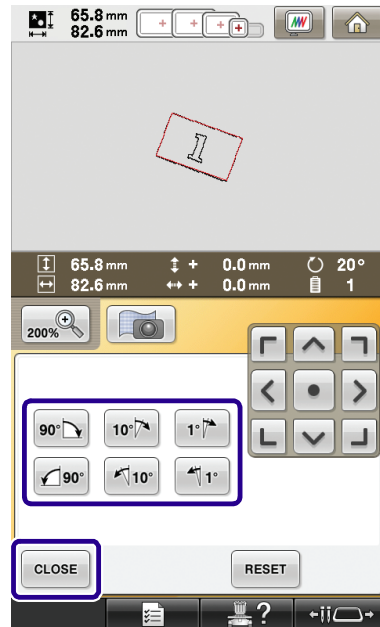 65.8 mm
82.6 mm
1
65.8 mm + 0.0 mm 20°
82.6 mm + 0.0 mm 1
200%
90° 10° 1°
90° 10° 1°
CLOSE RESET
?